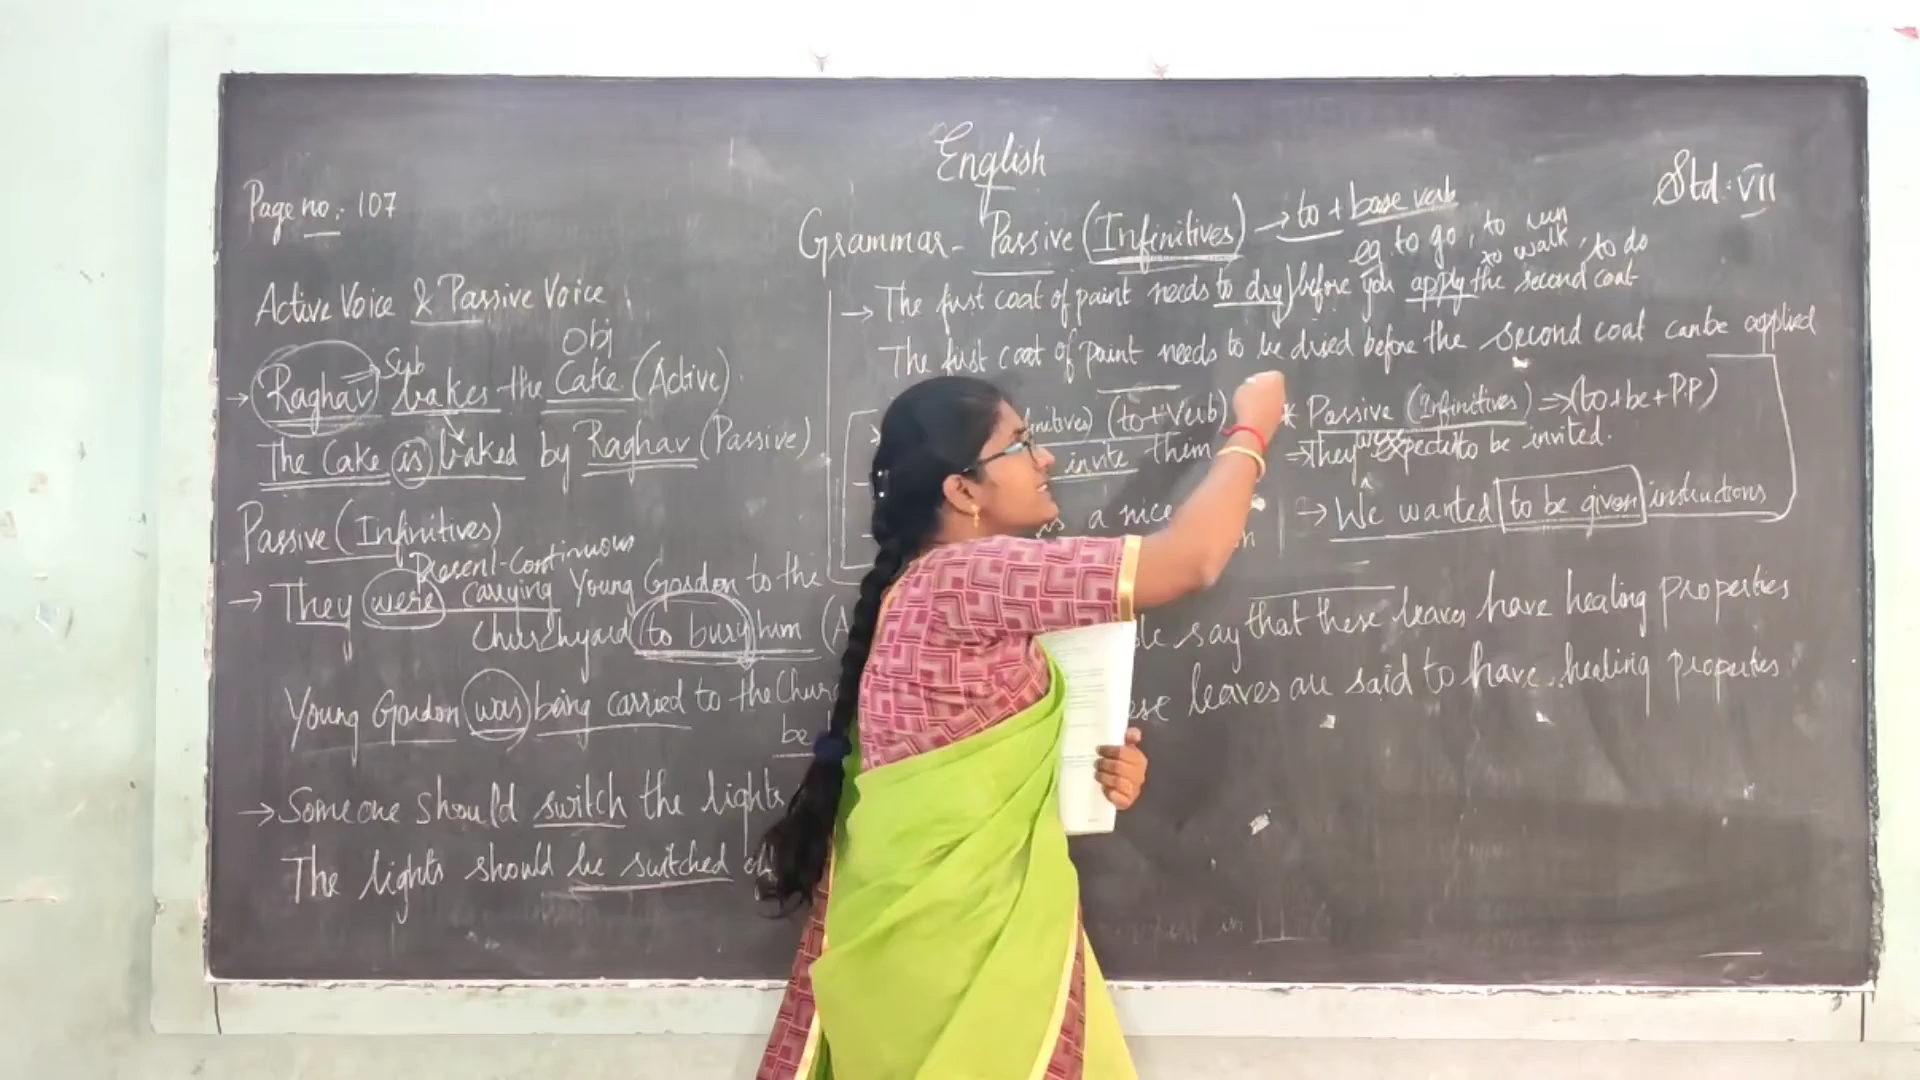 English
Std: VII
Page no.: 107
Active Voice & Passive Voice
Obj
Sub
→ Raghav bakes the Cake (Active)
The Cake is baked by Raghav (Passive)
Passive (Infinitives)
Present-Continuous
→ They were carrying Young Gordon to the
Churchyard to bury him (A
Young Gordon was being carried to the Chur
be
→ Someone should switch the lights
The lights should be switched
Grammar - Passive (Infinitives) → to + base verb
eg to go, to run
to walk, to do
→ The first coat of paint needs to dry before you apply the second coat
The first coat of paint needs to be dried before the second coat canbe applied
(to+verb)
invite them
is a nice
* Passive (Infinitives) ⇒ (to+be+P.P)
⇒ They were expected to be invited.
→ We wanted to be given instructions
say that these leaves have healing properties
leaves are said to have healing properties